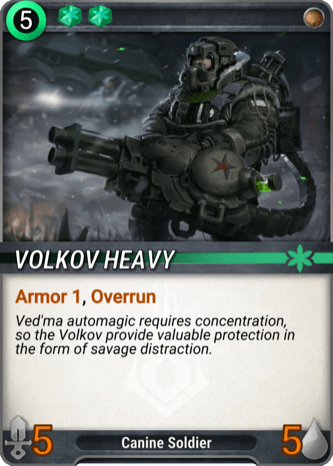 5
VOLKOV HEAVY
Armor 1, Overrun
Ved'ma automagic requires concentration,
so the Volkov provide valuable protection in
the form of savage distraction.
5 Canine Soldier 5